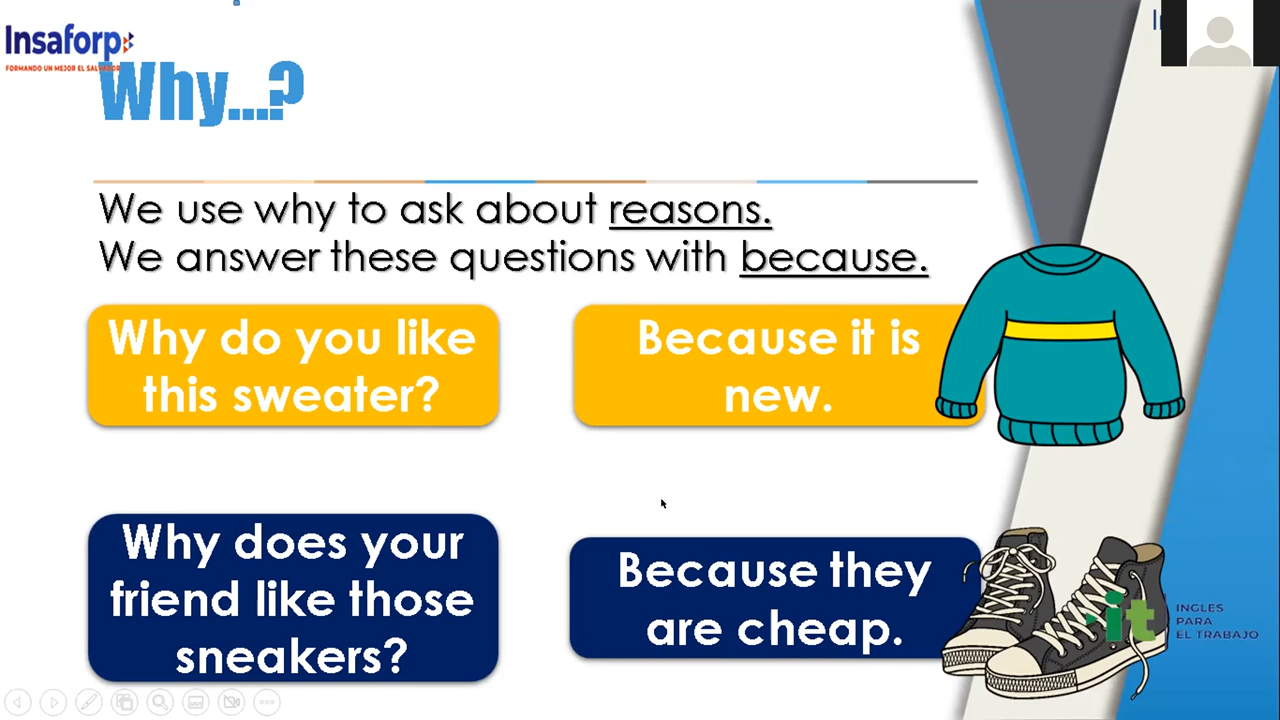 Insaforp
FORMANDO UN MEJOR EL SALVADOR
Why...?
We use why to ask about reasons.
We answer these questions with because.
Why do you like
this sweater?
Because it is
new.
Why does your
friend like those
sneakers?
Because they
are cheap.
it
INGLES
PARA
EL TRABAJO